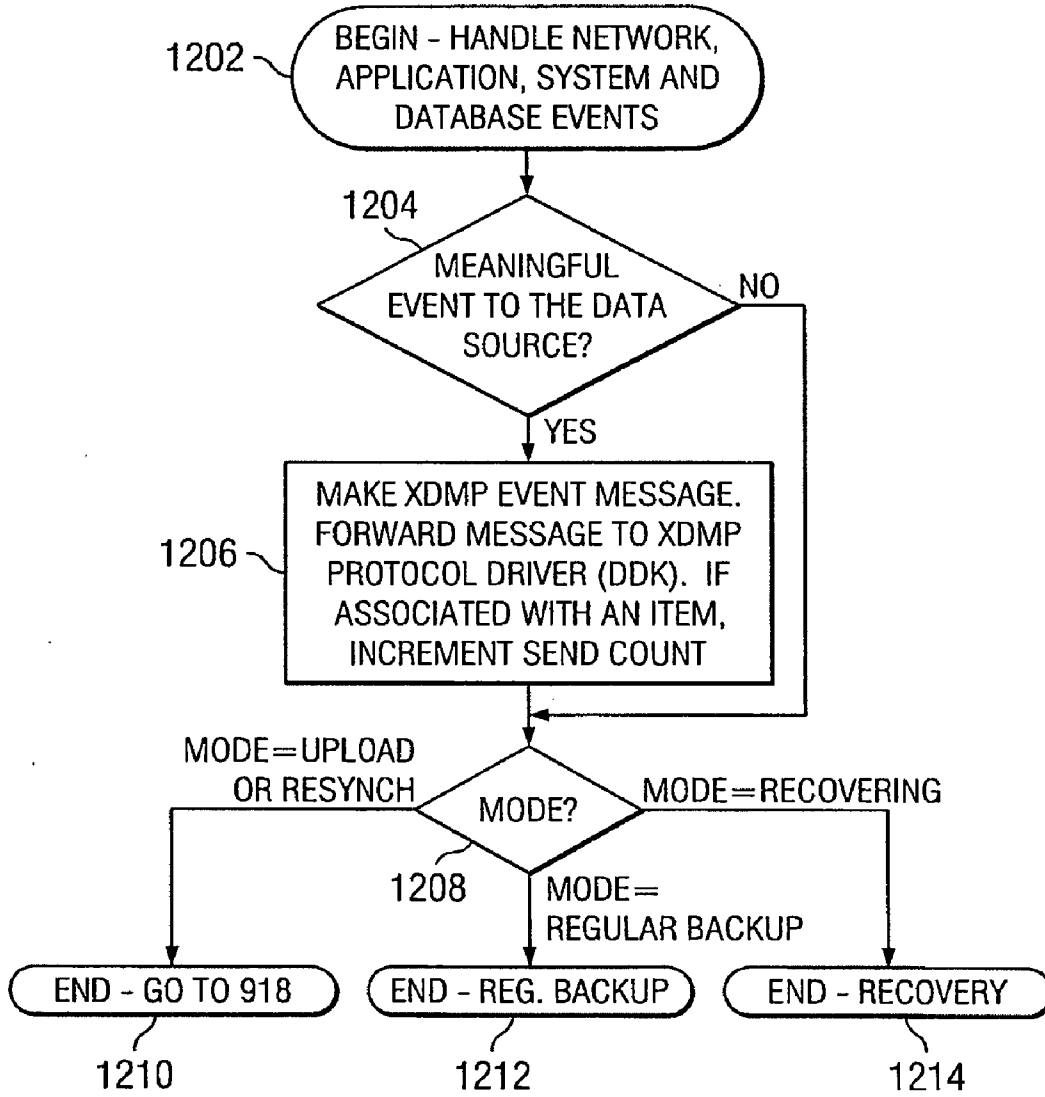 1202
BEGIN - HANDLE NETWORK,
APPLICATION, SYSTEM AND
DATABASE EVENTS
1204
MEANINGFUL
EVENT TO THE DATA
SOURCE?
NO
YES
1206
MAKE XDMP EVENT MESSAGE.
FORWARD MESSAGE TO XDMP
PROTOCOL DRIVER (DDK). IF
ASSOCIATED WITH AN ITEM,
INCREMENT SEND COUNT
MODE=UPLOAD
OR RESYNCH
MODE?
MODE=RECOVERING
1208
MODE=
REGULAR BACKUP
END - GO TO 918
END - REG. BACKUP
END - RECOVERY
1210
1212
1214